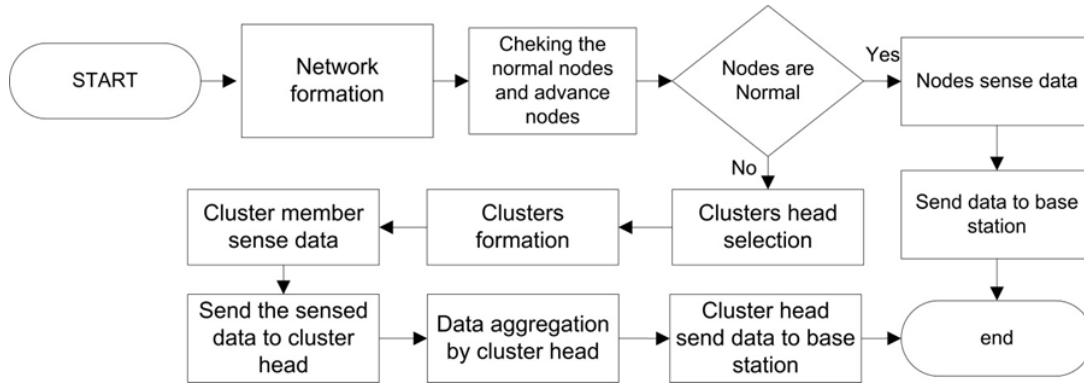 START
Network
formation
Cheking the
normal nodes
and advance
nodes
Nodes are
Normal
Yes
Nodes sense data
No
Cluster member
sense data
Clusters
formation
Clusters head
selection
Send data to base
station
Send the sensed
data to cluster
head
Data aggregation
by cluster head
Cluster head
send data to base
station
end